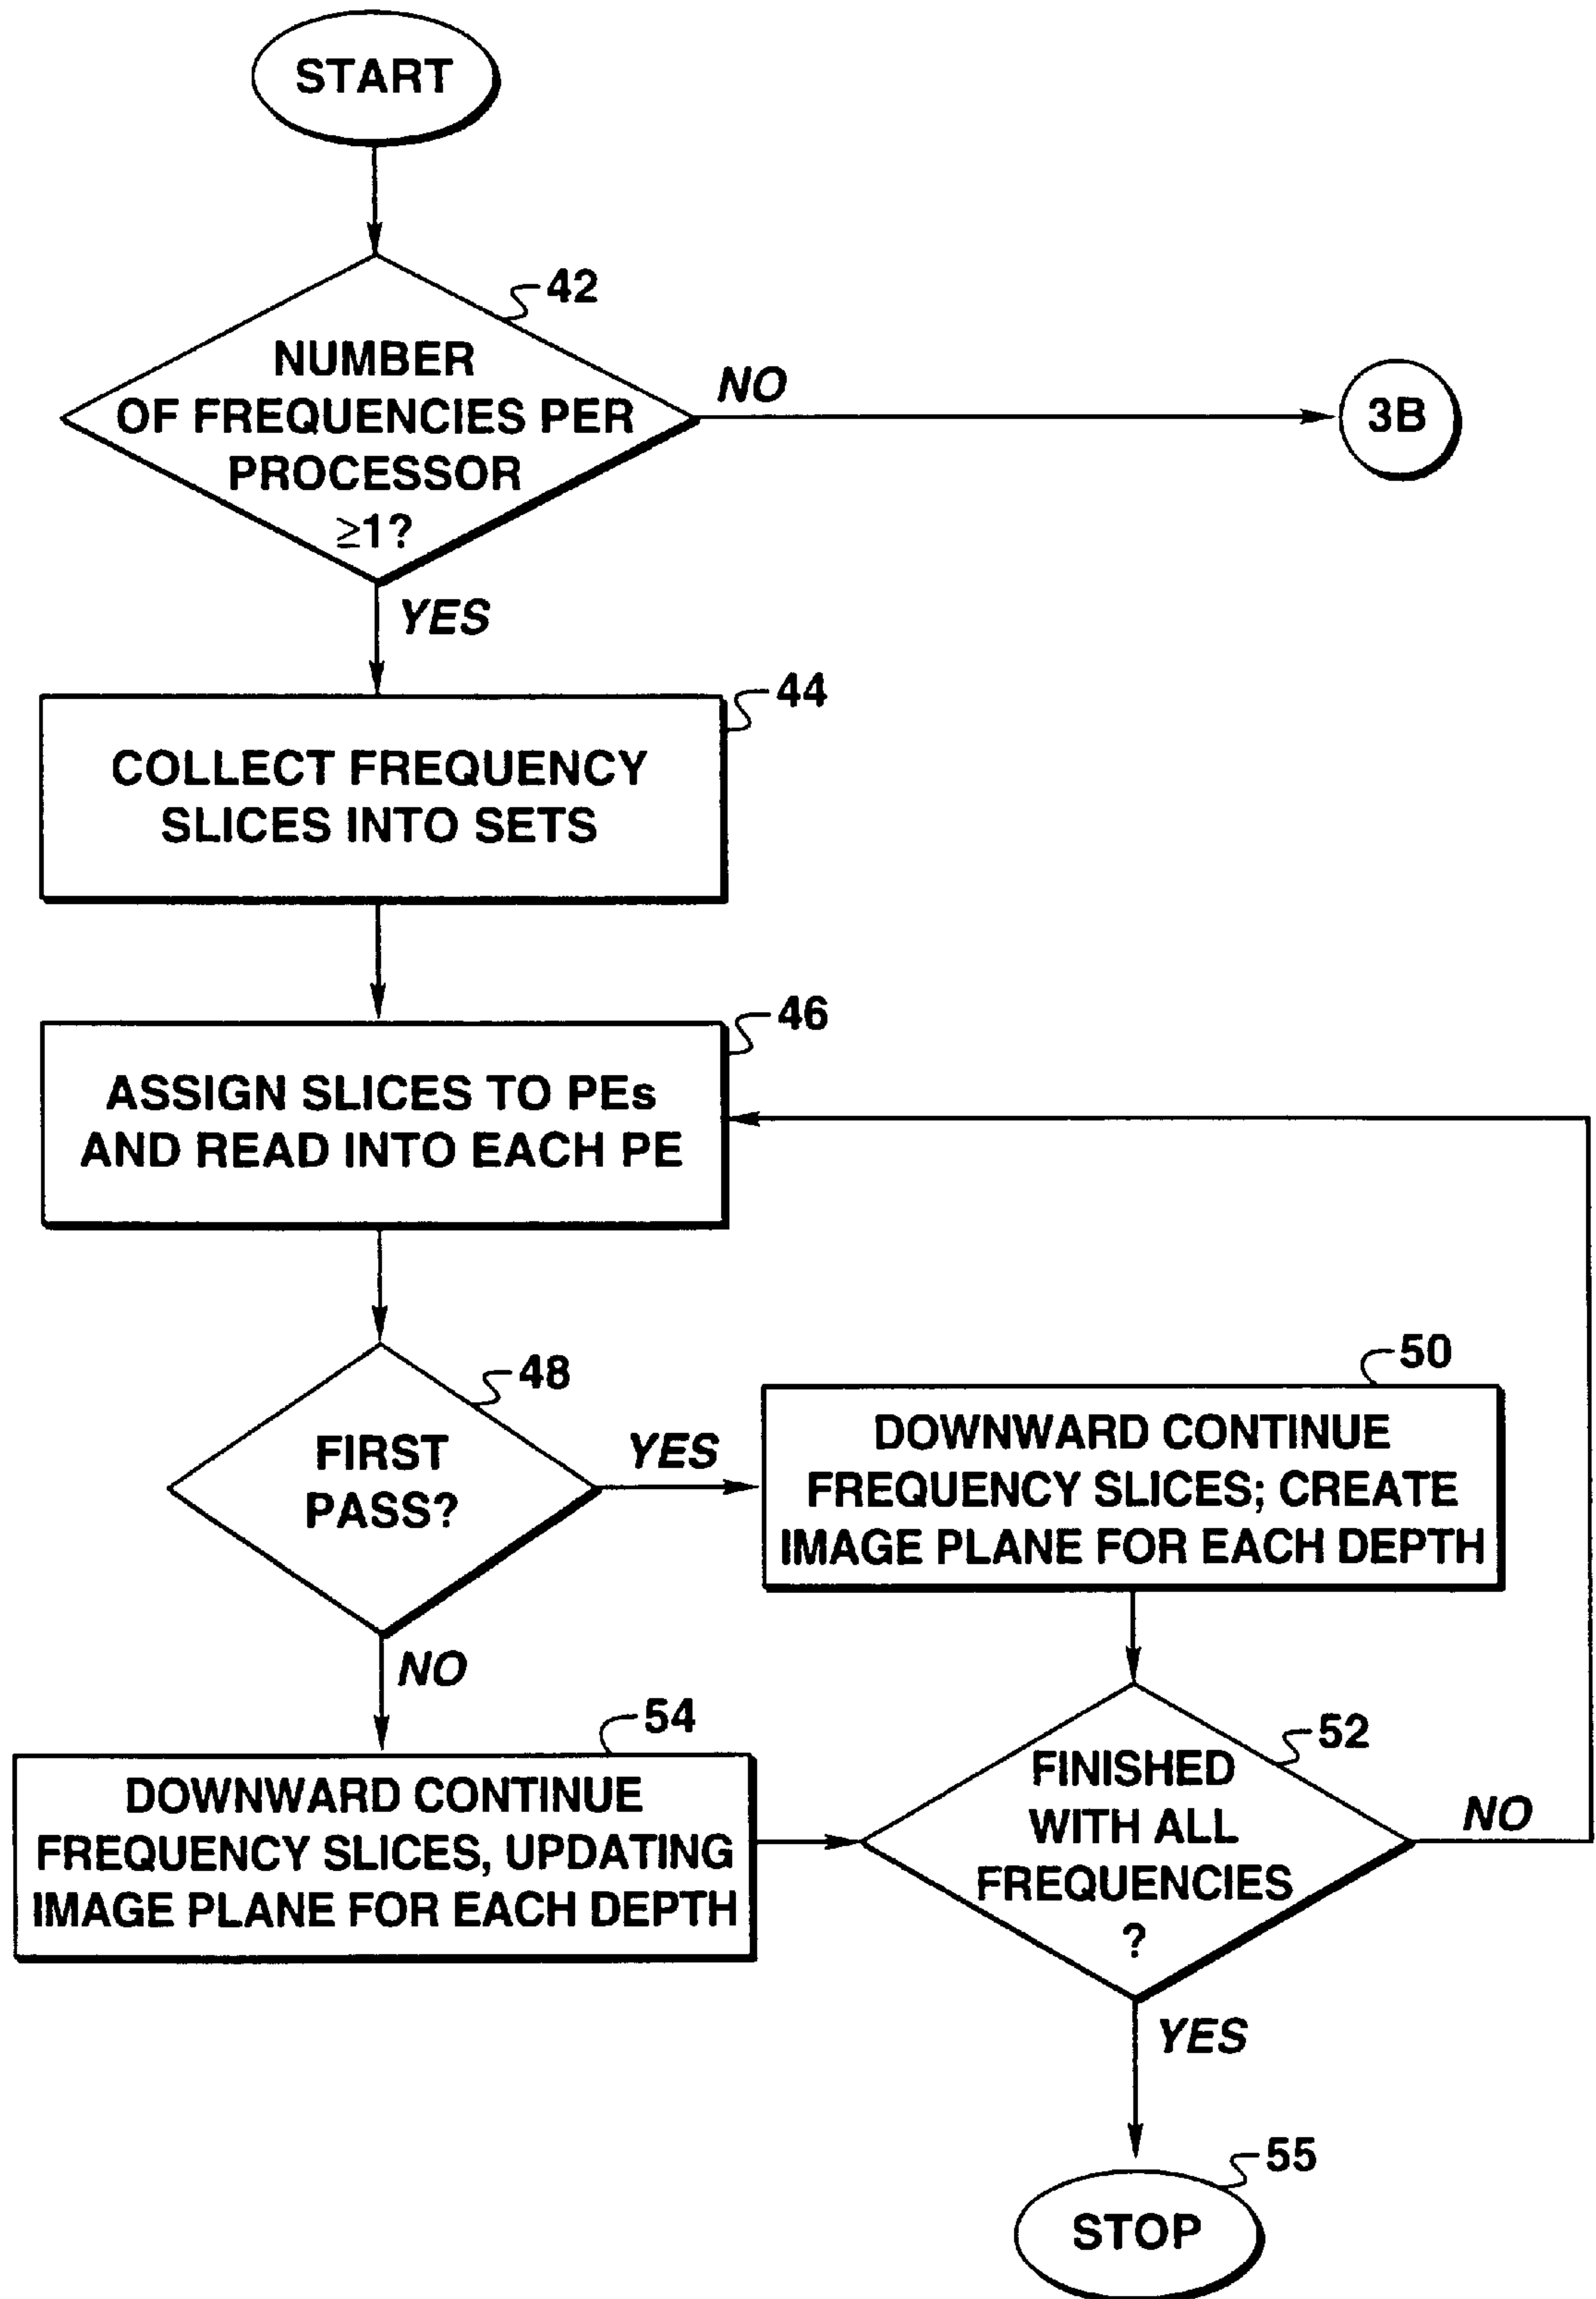 START
42
NUMBER
OF FREQUENCIES PER
PROCESSOR
≥1?
NO
3B
YES
44
COLLECT FREQUENCY
SLICES INTO SETS
46
ASSIGN SLICES TO PEs
AND READ INTO EACH PE
48
FIRST
PASS?
YES
50
DOWNWARD CONTINUE
FREQUENCY SLICES; CREATE
IMAGE PLANE FOR EACH DEPTH
NO
54
DOWNWARD CONTINUE
FREQUENCY SLICES, UPDATING
IMAGE PLANE FOR EACH DEPTH
52
FINISHED
WITH ALL
FREQUENCIES
?
NO
YES
55
STOP